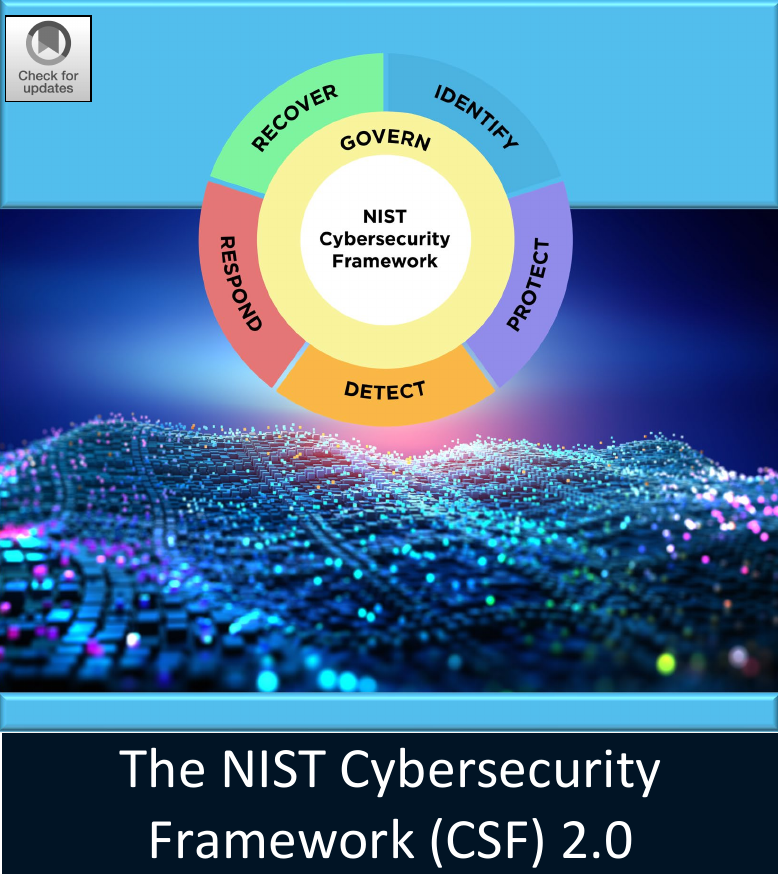 Check for
updates
RECOVER
IDENTIFY
GOVERN
NIST
Cybersecurity
Framework
RESPOND
PROTECT
DETECT
The NIST Cybersecurity
Framework (CSF) 2.0